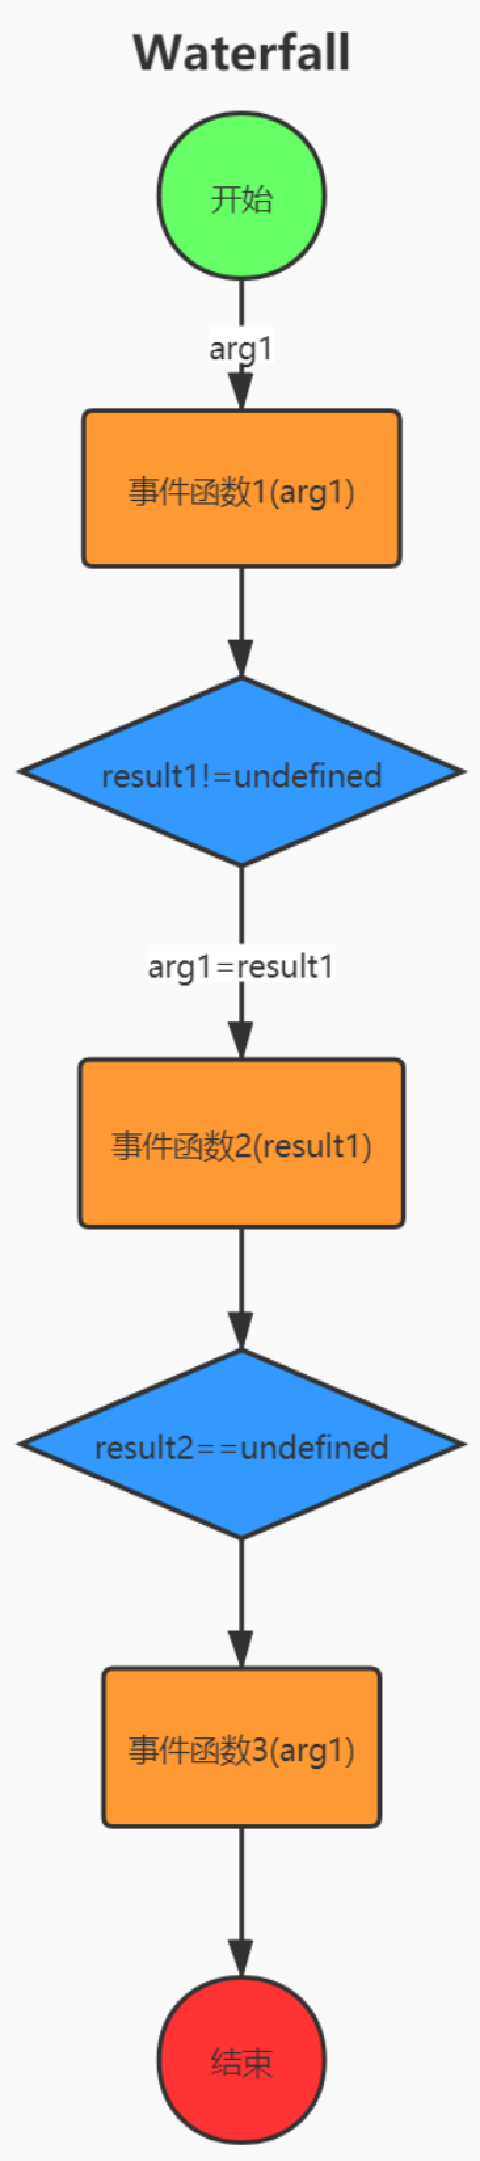 Waterfall
开始
arg1
事件函数1(arg1)
result1!=undefined
arg1=result1
事件函数2(result1)
result2==undefined
事件函数3(arg1)
结束